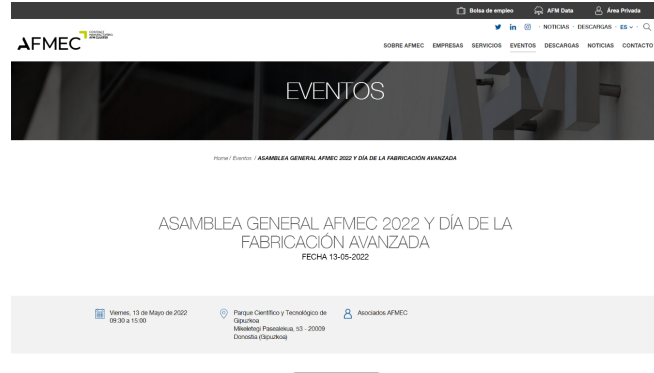 Bolsa de empleo AFM Data Área Privada
NOTICIAS · DESCARGAS · ES
AFMEC
SOBRE AFMEC EMPRESAS SERVICIOS EVENTOS DESCARGAS NOTICIAS CONTACTO
EVENTOS
Home / Eventos / ASAMBLEA GENERAL AFMEC 2022 Y DÍA DE LA FABRICACIÓN AVANZADA
ASAMBLEA GENERAL AFMEC 2022 Y DÍA DE LA
FABRICACIÓN AVANZADA
FECHA 13-05-2022
Viernes, 13 de Mayo de 2022
09:30 a 15:00
Parque Científico y Tecnológico de
Gipuzkoa
Mikeletegi Pasealekua, 53 - 20009
Donostia (Gipuzkoa)
Asociados AFMEC